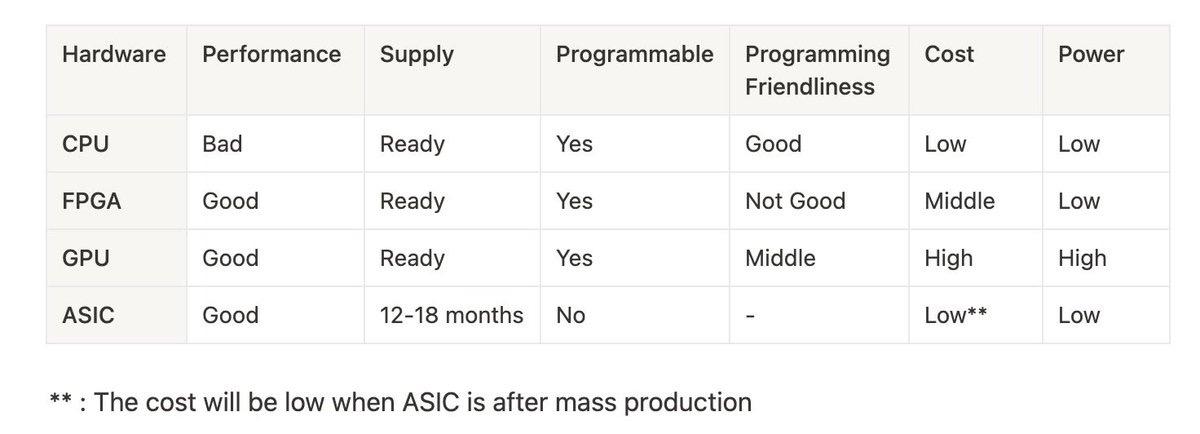 Hardware Performance Supply Programmable Programming Friendliness Cost Power
CPU Bad Ready Yes Good Low Low
FPGA Good Ready Yes Not Good Middle Low
GPU Good Ready Yes Middle High High
ASIC Good 12-18 months No - Low** Low
** : The cost will be low when ASIC is after mass production